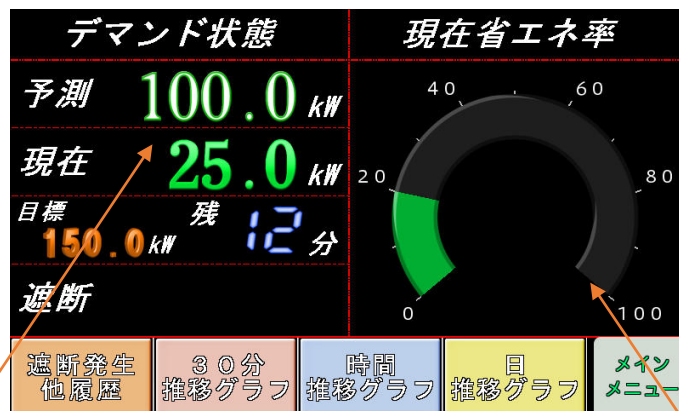 デマンド状態
現在省エネ率
予測 100.0 kW
現在 25.0 kW
目標 150.0 kW 残 12 分
遮断
0
20
40
60
80
100
遮断発生
他履歴
30分
推移グラフ
時間
推移グラフ
日
推移グラフ
メイン
メニュー